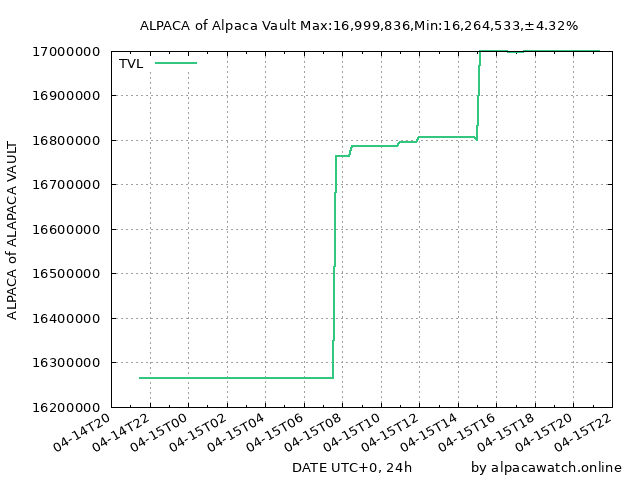 ALPACA of Alpaca Vault Max:16,999,836,Min:16,264,533,±4.32%
TVL
17000000
16900000
16800000
16700000
16600000
16500000
16400000
16300000
16200000
ALPACA of ALAPACA VAULT
04-14T20
04-14T22
04-15T00
04-15T02
04-15T04
04-15T06
04-15T08
04-15T10
04-15T12
04-15T14
04-15T16
04-15T18
04-15T20
04-15T22
DATE UTC+0, 24h
by alpacawatch.online